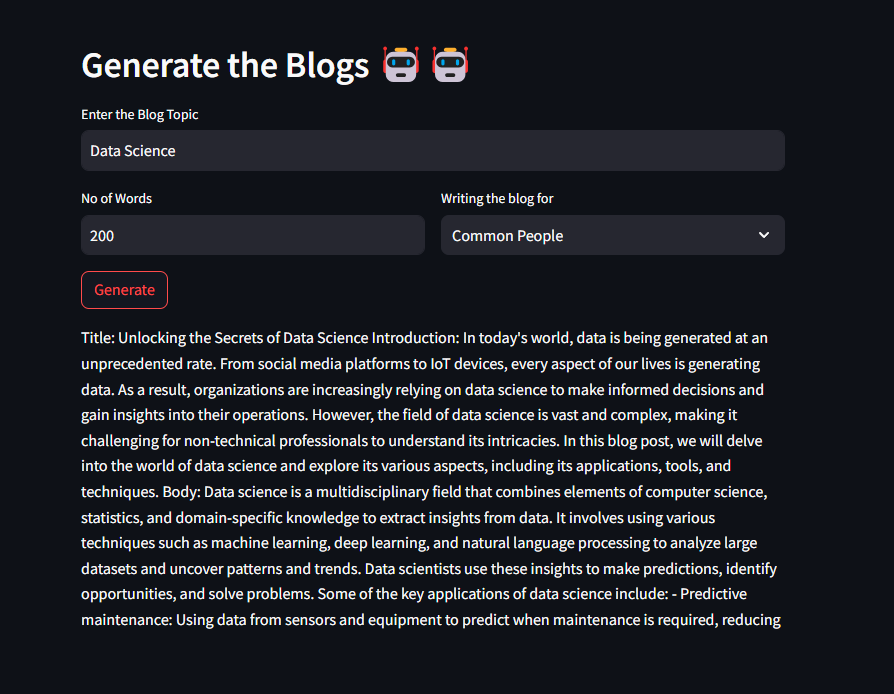 Generate the Blogs 🤖 🤖
Enter the Blog Topic
Data Science
No of Words
Writing the blog for
200
Common People
Generate
Title: Unlocking the Secrets of Data Science Introduction: In today's world, data is being generated at an
unprecedented rate. From social media platforms to IoT devices, every aspect of our lives is generating
data. As a result, organizations are increasingly relying on data science to make informed decisions and
gain insights into their operations. However, the field of data science is vast and complex, making it
challenging for non-technical professionals to understand its intricacies. In this blog post, we will delve
into the world of data science and explore its various aspects, including its applications, tools, and
techniques. Body: Data science is a multidisciplinary field that combines elements of computer science,
statistics, and domain-specific knowledge to extract insights from data. It involves using various
techniques such as machine learning, deep learning, and natural language processing to analyze large
datasets and uncover patterns and trends. Data scientists use these insights to make predictions, identify
opportunities, and solve problems. Some of the key applications of data science include: - Predictive
maintenance: Using data from sensors and equipment to predict when maintenance is required, reducing